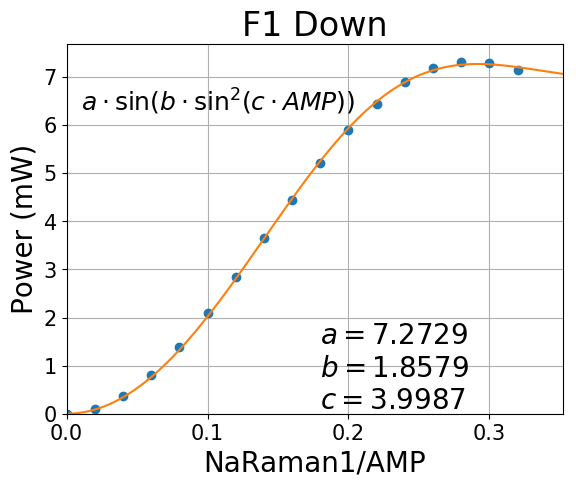 F1 Down
a · sin(b · sin²(c · AMP))
Power (mW)
7
6
5
4
3
2
1
0
a = 7.2729
b = 1.8579
c = 3.9987
0.0 0.1 0.2 0.3
NaRaman1/AMP